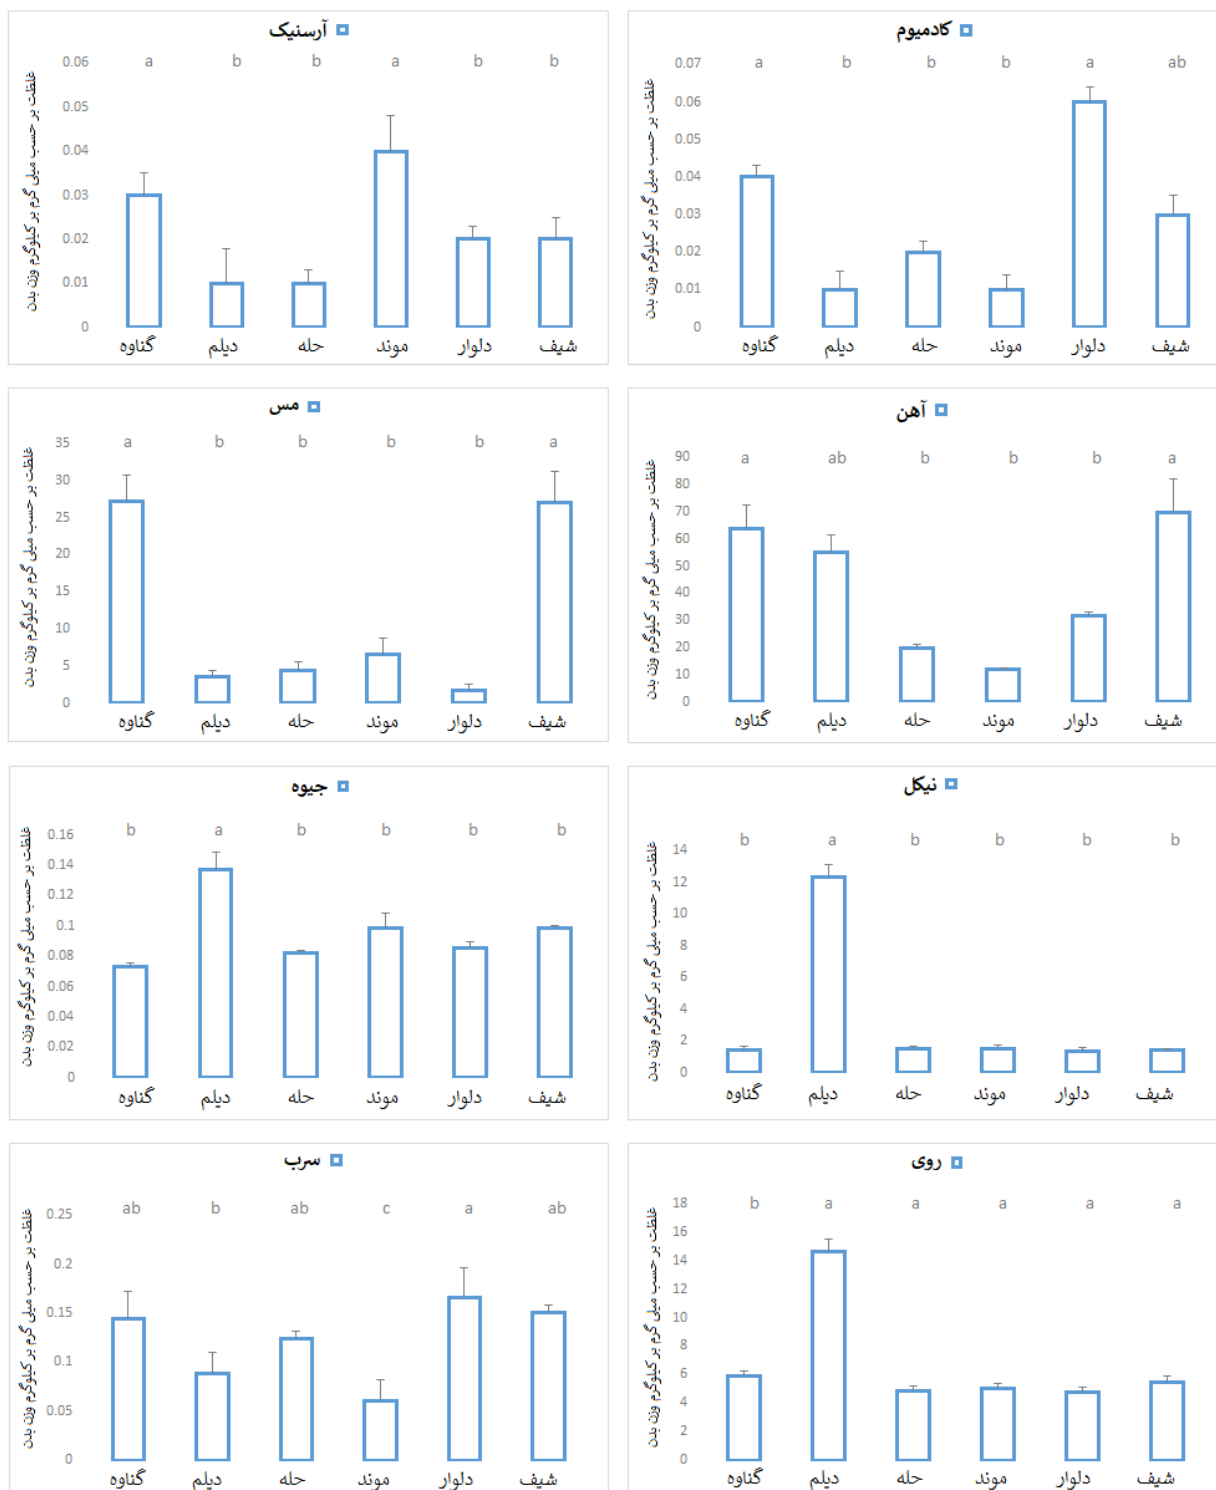 آرسنیک
a b b a b b
غلظت بر حسب میلی گرم بر کیلوگرم وزن بدن
0.06
0.05
0.04
0.03
0.02
0.01
0
گناوه دیلم حله موند دلوار شیف
کادمیوم
a b b b a ab
غلظت بر حسب میلی گرم بر کیلوگرم وزن بدن
0.07
0.06
0.05
0.04
0.03
0.02
0.01
0
گناوه دیلم حله موند دلوار شیف
مس
a b b b b a
غلظت بر حسب میلی گرم بر کیلوگرم وزن بدن
35
30
25
20
15
10
5
0
گناوه دیلم حله موند دلوار شیف
آهن
a ab b b b a
غلظت بر حسب میلی گرم بر کیلوگرم وزن بدن
90
80
70
60
50
40
30
20
10
0
گناوه دیلم حله موند دلوار شیف
جیوه
b a b b b b
غلظت بر حسب میلی گرم بر کیلوگرم وزن بدن
0.16
0.14
0.12
0.1
0.08
0.06
0.04
0.02
0
گناوه دیلم حله موند دلوار شیف
نیکل
b a b b b b
غلظت بر حسب میلی گرم بر کیلوگرم وزن بدن
14
12
10
8
6
4
2
0
گناوه دیلم حله موند دلوار شیف
سرب
ab b ab c a ab
غلظت بر حسب میلی گرم بر کیلوگرم وزن بدن
0.25
0.2
0.15
0.1
0.05
0
گناوه دیلم حله موند دلوار شیف
روی
b a a a a a
غلظت بر حسب میلی گرم بر کیلوگرم وزن بدن
18
16
14
12
10
8
6
4
2
0
گناوه دیلم حله موند دلوار شیف